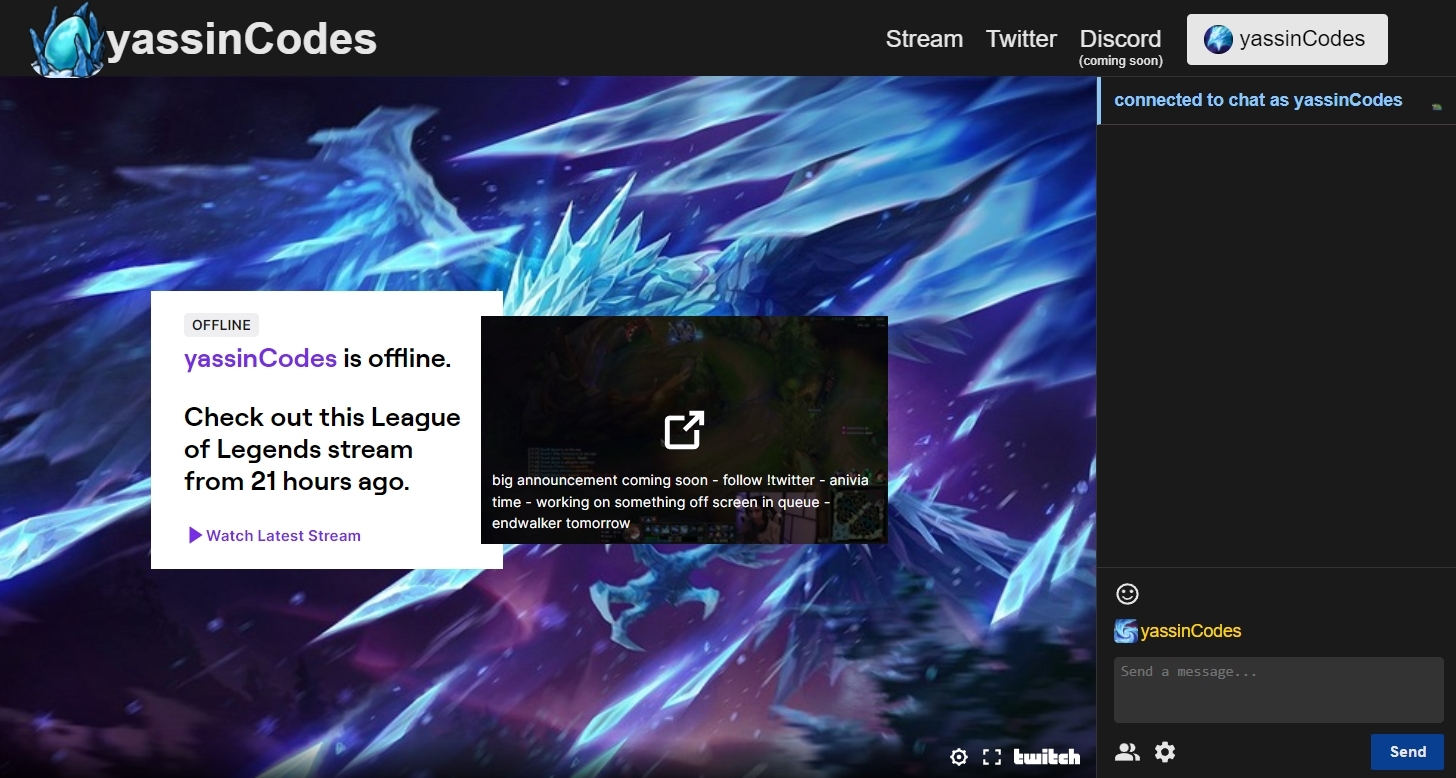 yassinCodes
Stream
Twitter
Discord
(coming soon)
yassinCodes
connected to chat as yassinCodes
OFFLINE
yassinCodes is offline.
Check out this League
of Legends stream
from 21 hours ago.
Watch Latest Stream
big announcement coming soon - follow !twitter - anivia
time - working on something off screen in queue -
endwalker tomorrow
twitch
yassinCodes
Send a message...
Send